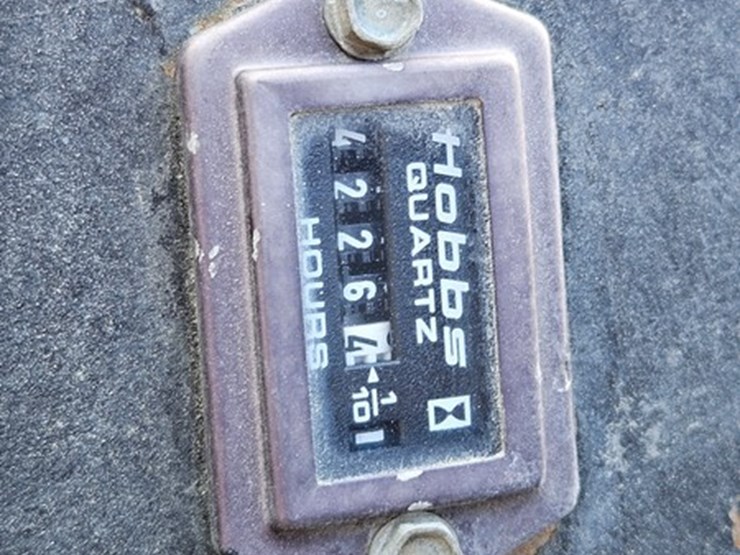 Hobbs
QUARTZ
42264
1/10
HOURS